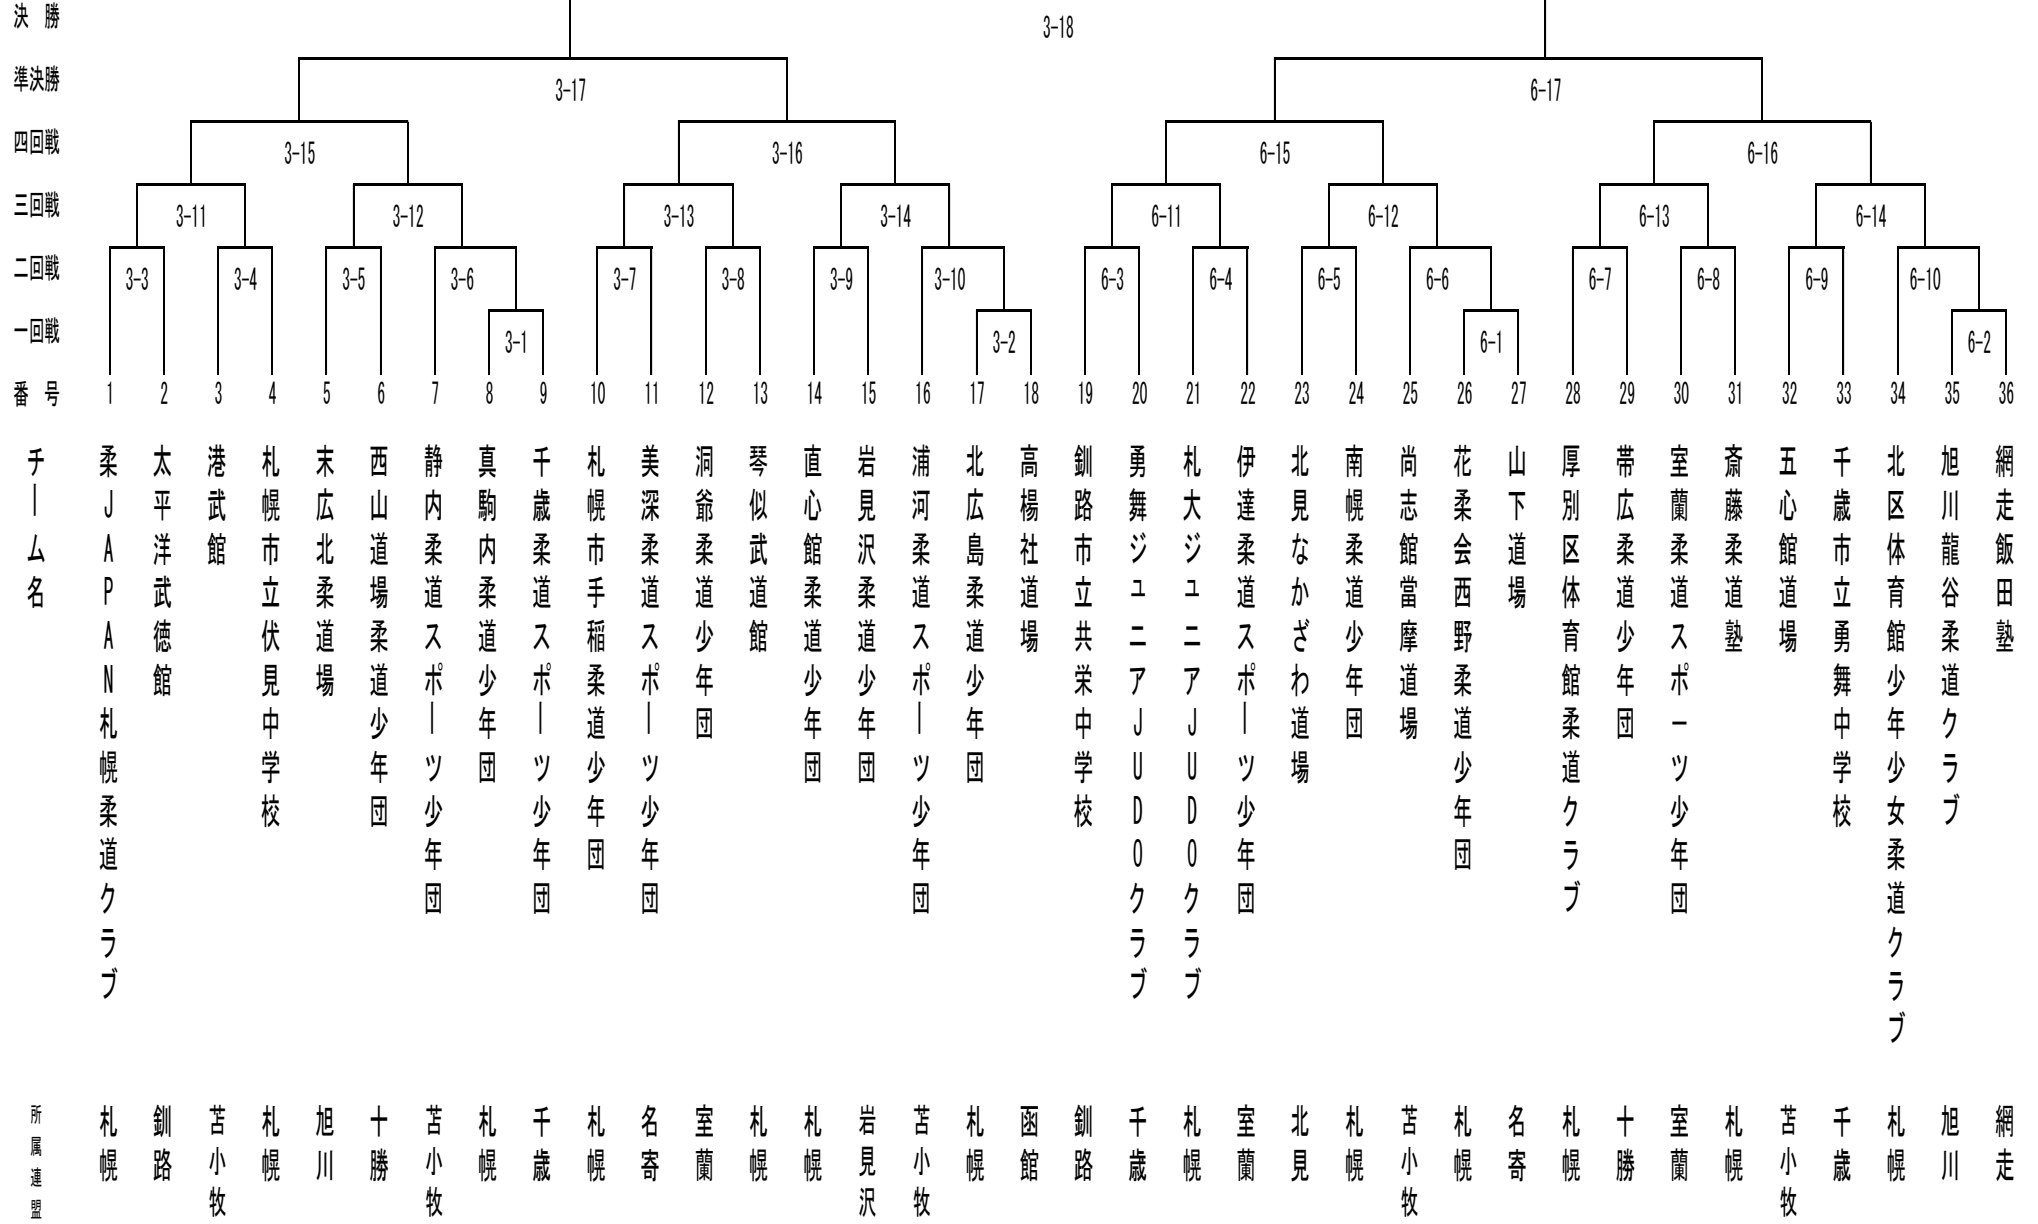 決　勝
3-18
準決勝
3-17
6-17
四回戦
3-15
3-16
6-15
6-16
三回戦
3-11
3-12
3-13
3-14
6-11
6-12
6-13
6-14
二回戦
3-3
3-4
3-5
3-6
3-7
3-8
3-9
3-10
6-3
6-4
6-5
6-6
6-7
6-8
6-9
6-10
一回戦
3-1
3-2
6-1
6-2
番　号
1
2
3
4
5
6
7
8
9
10
11
12
13
14
15
16
17
18
19
20
21
22
23
24
25
26
27
28
29
30
31
32
33
34
35
36
チーム名
柔JAPAN札幌柔道クラブ
太平洋武徳館
港武館
札幌市立伏見中学校
末広北柔道場
西山道場柔道少年団
静内柔道スポーツ少年団
真駒内柔道少年団
千歳柔道スポーツ少年団
札幌市手稲柔道少年団
美深柔道スポーツ少年団
洞爺柔道少年団
琴似武道館
直心館柔道少年団
岩見沢柔道少年団
浦河柔道スポーツ少年団
北広島柔道少年団
高楊社道場
釧路市立共栄中学校
勇舞ジュニアJUDOクラブ
札大ジュニアJUDOクラブ
伊達柔道スポーツ少年団
北見なかざわ道場
南幌柔道少年団
尚志館當摩道場
花柔会西野柔道少年団
山下道場
厚別区体育館柔道クラブ
帯広柔道少年団
室蘭柔道スポーツ少年団
斎藤柔道塾
五心館道場
千歳市立勇舞中学校
北区体育館少年少女柔道クラブ
旭川龍谷柔道クラブ
網走飯田塾
所属連盟
札幌
釧路
苫小牧
札幌
旭川
十勝
苫小牧
札幌
千歳
札幌
名寄
室蘭
札幌
札幌
岩見沢
苫小牧
札幌
函館
釧路
千歳
札幌
室蘭
北見
札幌
苫小牧
札幌
名寄
札幌
十勝
室蘭
札幌
苫小牧
千歳
札幌
旭川
網走